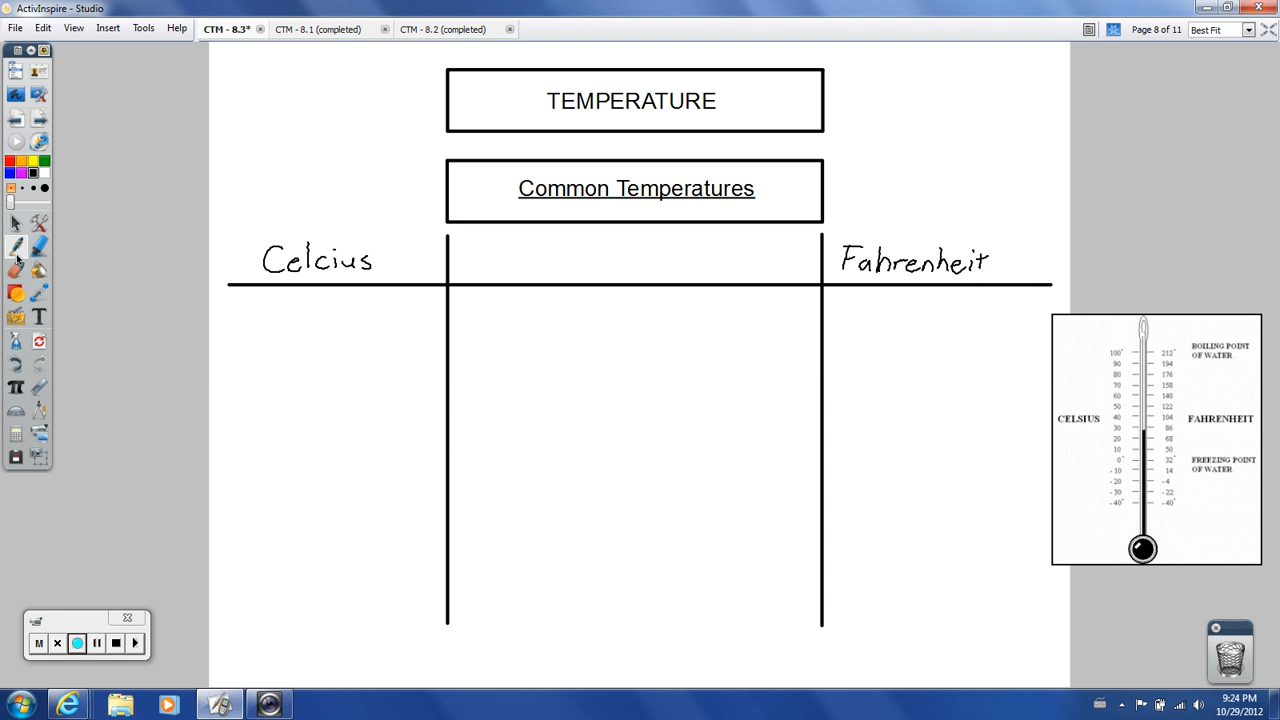 ActivInspire - Studio
File Edit View Insert Tools Help
CTM - 8.3* CTM - 8.1 (completed) CTM - 8.2 (completed)
Page 8 of 11 Best Fit
TEMPERATURE
Common Temperatures
Celcius Fahrenheit
BOILING POINT
OF WATER
100° 212°
90 194
80 176
70 158
60 140
50 122
40 104
CELSIUS FAHRENHEIT
30 86
20 68
10 50
0° 32°
FREEZING POINT
OF WATER
-10 14
-20 -4
-30 -22
-40° -40°
M
9:24 PM
10/29/2012